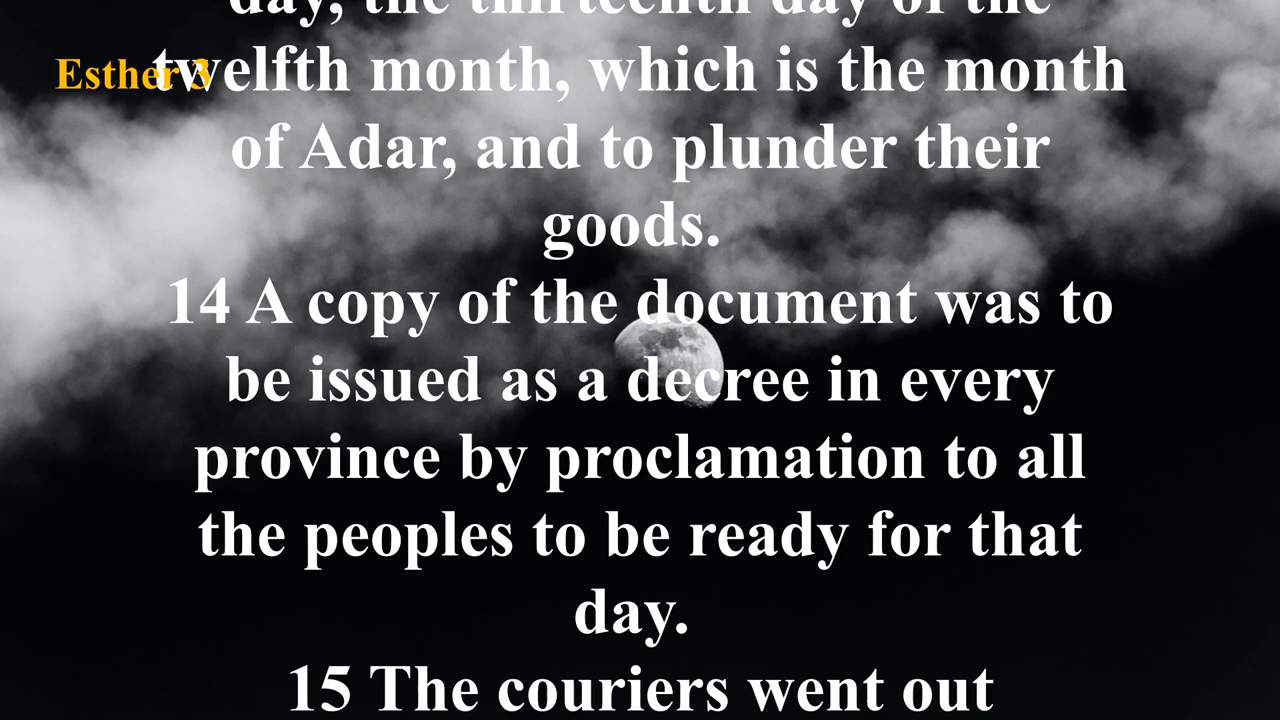 day, the thirteenth day of the
Esther 3
twelfth month, which is the month
of Adar, and to plunder their
goods.
14 A copy of the document was to
be issued as a decree in every
province by proclamation to all
the peoples to be ready for that
day.
15 The couriers went out